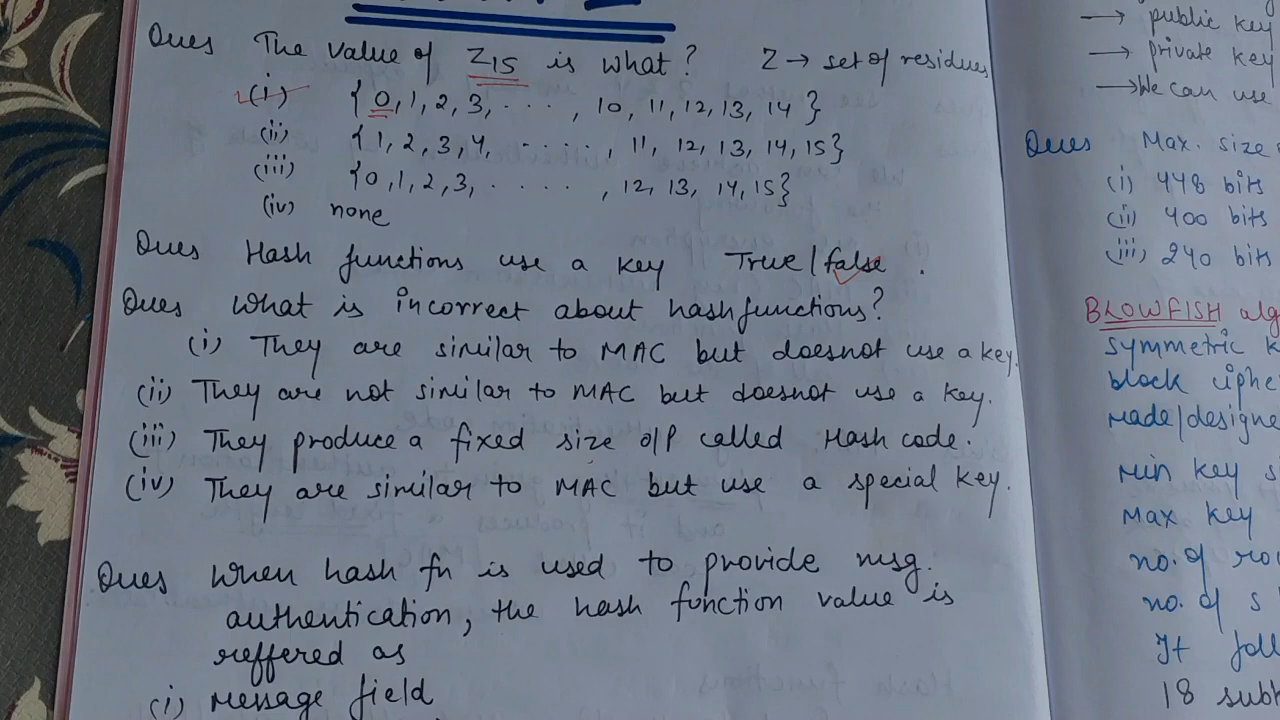 Ques The value of Z15 is what? Z → set of residues
(i) { 0, 1, 2, 3, . . . . , 10, 11, 12, 13, 14 }
(ii) { 1, 2, 3, 4, . . . . . , 11, 12, 13, 14, 15}
(iii) {0, 1, 2, 3, . . . . . , 12, 13, 14, 15}
(iv) none
Ques Hash functions use a key True/false .
Ques What is incorrect about hashfunctions?
(i) They are similar to MAC but doesnot use a key.
(ii) They are not similar to MAC but doesnot use a key.
(iii) They produce a fixed size o/p called Hash code.
(iv) They are similar to MAC but use a special key.
Ques When hash fn is used to provide msg.
authentication, the hash function value is
reffered as
(i) Message field
→ public key
→ private key
→ We can use
Ques Max. size
(i) 448 bits
(ii) 400 bits
(iii) 240 bits
BLOWFISH
symmetric
block
made/designe
Min key
Max key
no. of
no. of s
It
18